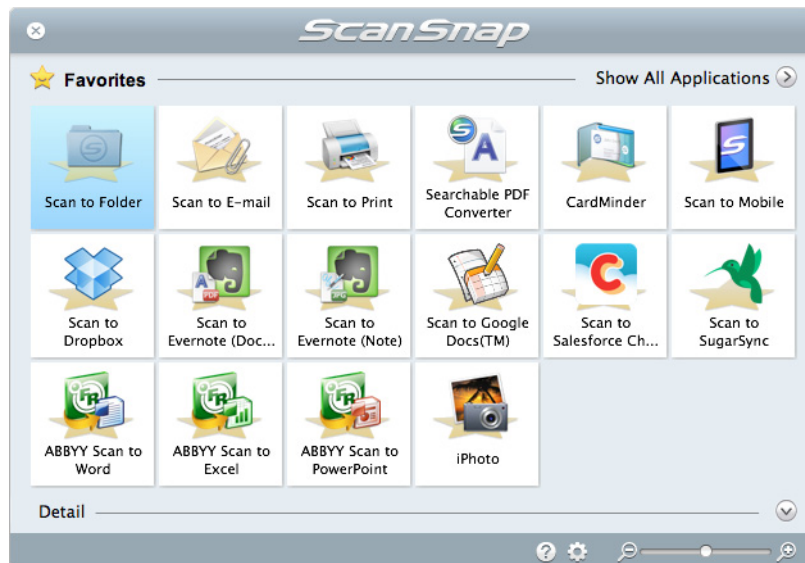 ScanSnap
Favorites
Show All Applications
Scan to Folder
Scan to E-mail
Scan to Print
Searchable PDF
Converter
CardMinder
Scan to Mobile
Scan to
Dropbox
Scan to
Evernote (Doc...
Scan to
Evernote (Note)
Scan to Google
Docs(TM)
Scan to
Salesforce Ch...
Scan to
SugarSync
ABBYY Scan to
Word
ABBYY Scan to
Excel
ABBYY Scan to
PowerPoint
iPhoto
Detail